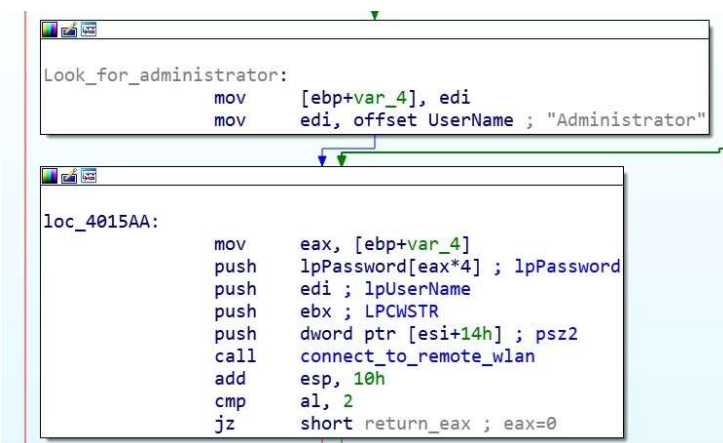 Look_for_administrator:
mov [ebp+var_4], edi
mov edi, offset UserName ; "Administrator"
loc_4015AA:
mov eax, [ebp+var_4]
push lpPassword[eax*4] ; lpPassword
push edi ; lpUserName
push ebx ; LPCWSTR
push dword ptr [esi+14h] ; psz2
call connect_to_remote_wlan
add esp, 10h
cmp al, 2
jz short return_eax ; eax=0